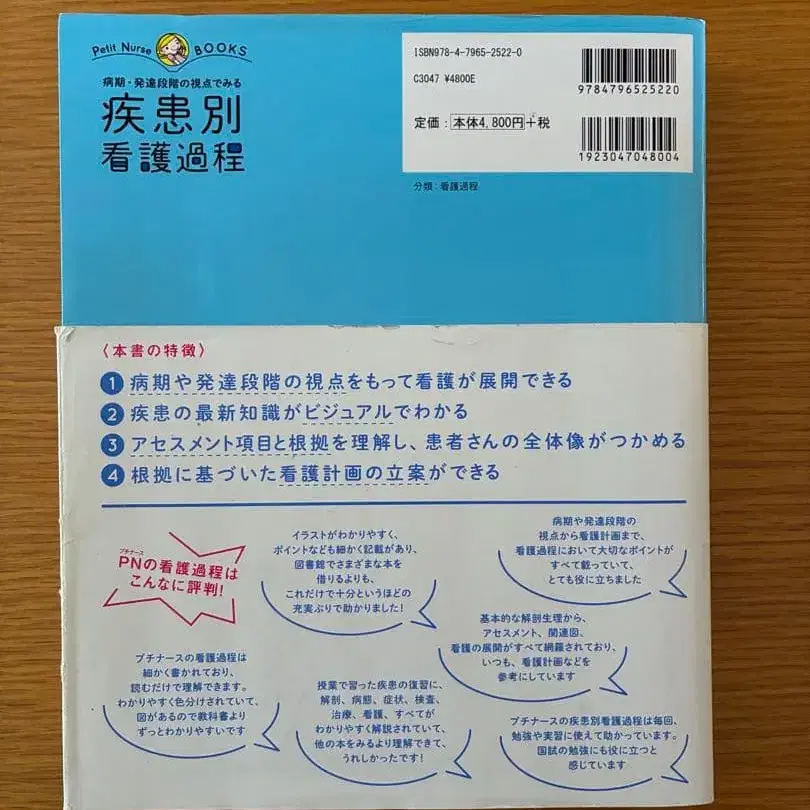 Petit Nurse BOOKS
病期・発達段階の視点でみる
疾患別
看護過程
ISBN978-4-7965-2522-0
C3047 ¥4800E
定価：本体4,800円＋税
9784796525220
1923047048004
分類：看護過程
〈本書の特徴〉
1 病期や発達段階の視点をもって看護が展開できる
2 疾患の最新知識がビジュアルでわかる
3 アセスメント項目と根拠を理解し、患者さんの全体像がつかめる
4 根拠に基づいた看護計画の立案ができる
プチナース
PNの看護過程は
こんなに評判！
イラストがわかりやすく、
ポイントなども細かく記載があり、
図書館でさまざまな本を
借りるよりも、
これだけで十分というほどの
充実ぶりで助かりました！
病期や発達段階の
視点から看護計画まで、
看護過程において大切なポイントが
すべて載っていて、
とても役に立ちました
基本的な解剖生理から、
アセスメント、関連図、
看護の展開がすべて網羅されており、
いつも、看護計画などを
参考にしています
プチナースの看護過程は
細かく書かれており、
読むだけで理解できます。
わかりやすく色分けされていて、
図があるので教科書より
ずっとわかりやすいです
授業で習った疾患の復習に、
解剖、病態、症状、検査、
治療、看護、すべてが
わかりやすく解説されていて、
他の本をみるより理解できて、
うれしかったです！
プチナースの疾患別看護過程は毎回、
勉強や実習に使えて助かっています。
国試の勉強にも役に立つと
感じています